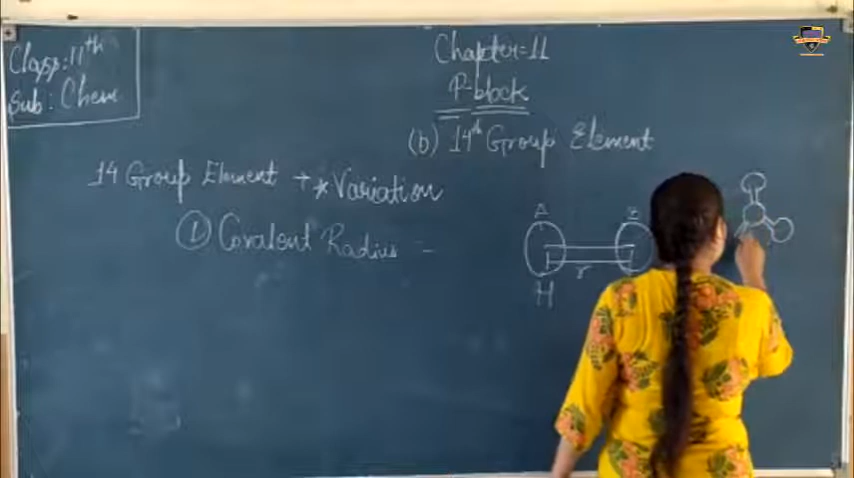 Class: 11th
Sub: Chem
Chapter=11
P-block
(b) 14th Group Element
14 Group Element → *Variation
① Covalent Radius -
A B
r
H